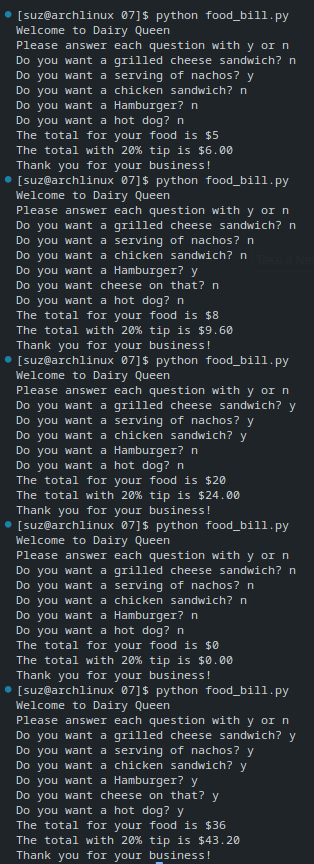 [suz@archlinux 07]$ python food_bill.py
Welcome to Dairy Queen
Please answer each question with y or n
Do you want a grilled cheese sandwich? n
Do you want a serving of nachos? y
Do you want a chicken sandwich? n
Do you want a Hamburger? n
Do you want a hot dog? n
The total for your food is $5
The total with 20% tip is $6.00
Thank you for your business!
[suz@archlinux 07]$ python food_bill.py
Welcome to Dairy Queen
Please answer each question with y or n
Do you want a grilled cheese sandwich? n
Do you want a serving of nachos? n
Do you want a chicken sandwich? n
Do you want a Hamburger? y
Do you want cheese on that? n
Do you want a hot dog? n
The total for your food is $8
The total with 20% tip is $9.60
Thank you for your business!
[suz@archlinux 07]$ python food_bill.py
Welcome to Dairy Queen
Please answer each question with y or n
Do you want a grilled cheese sandwich? y
Do you want a serving of nachos? y
Do you want a chicken sandwich? y
Do you want a Hamburger? n
Do you want a hot dog? n
The total for your food is $20
The total with 20% tip is $24.00
Thank you for your business!
[suz@archlinux 07]$ python food_bill.py
Welcome to Dairy Queen
Please answer each question with y or n
Do you want a grilled cheese sandwich? n
Do you want a serving of nachos? n
Do you want a chicken sandwich? n
Do you want a Hamburger? n
Do you want a hot dog? n
The total for your food is $0
The total with 20% tip is $0.00
Thank you for your business!
[suz@archlinux 07]$ python food_bill.py
Welcome to Dairy Queen
Please answer each question with y or n
Do you want a grilled cheese sandwich? y
Do you want a serving of nachos? y
Do you want a chicken sandwich? y
Do you want a Hamburger? y
Do you want cheese on that? y
Do you want a hot dog? y
The total for your food is $36
The total with 20% tip is $43.20
Thank you for your business!